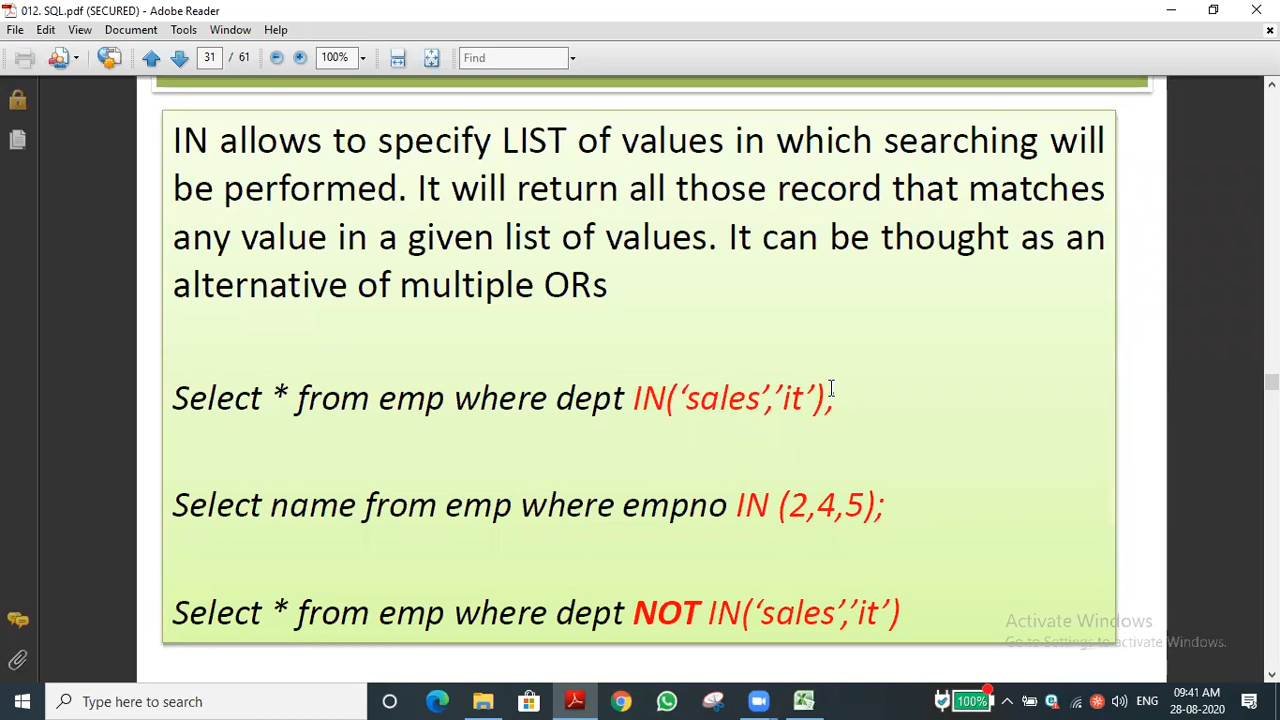 012. SQL.pdf (SECURED) - Adobe Reader
File Edit View Document Tools Window Help
31 / 61 100% Find
IN allows to specify LIST of values in which searching will
be performed. It will return all those record that matches
any value in a given list of values. It can be thought as an
alternative of multiple ORs
Select * from emp where dept IN(‘sales’,’it’);
Select name from emp where empno IN (2,4,5);
Select * from emp where dept NOT IN(‘sales’,’it’)
Activate Windows
Go to Settings to activate Windows.
Type here to search
100%
ENG
09:41 AM
28-08-2020